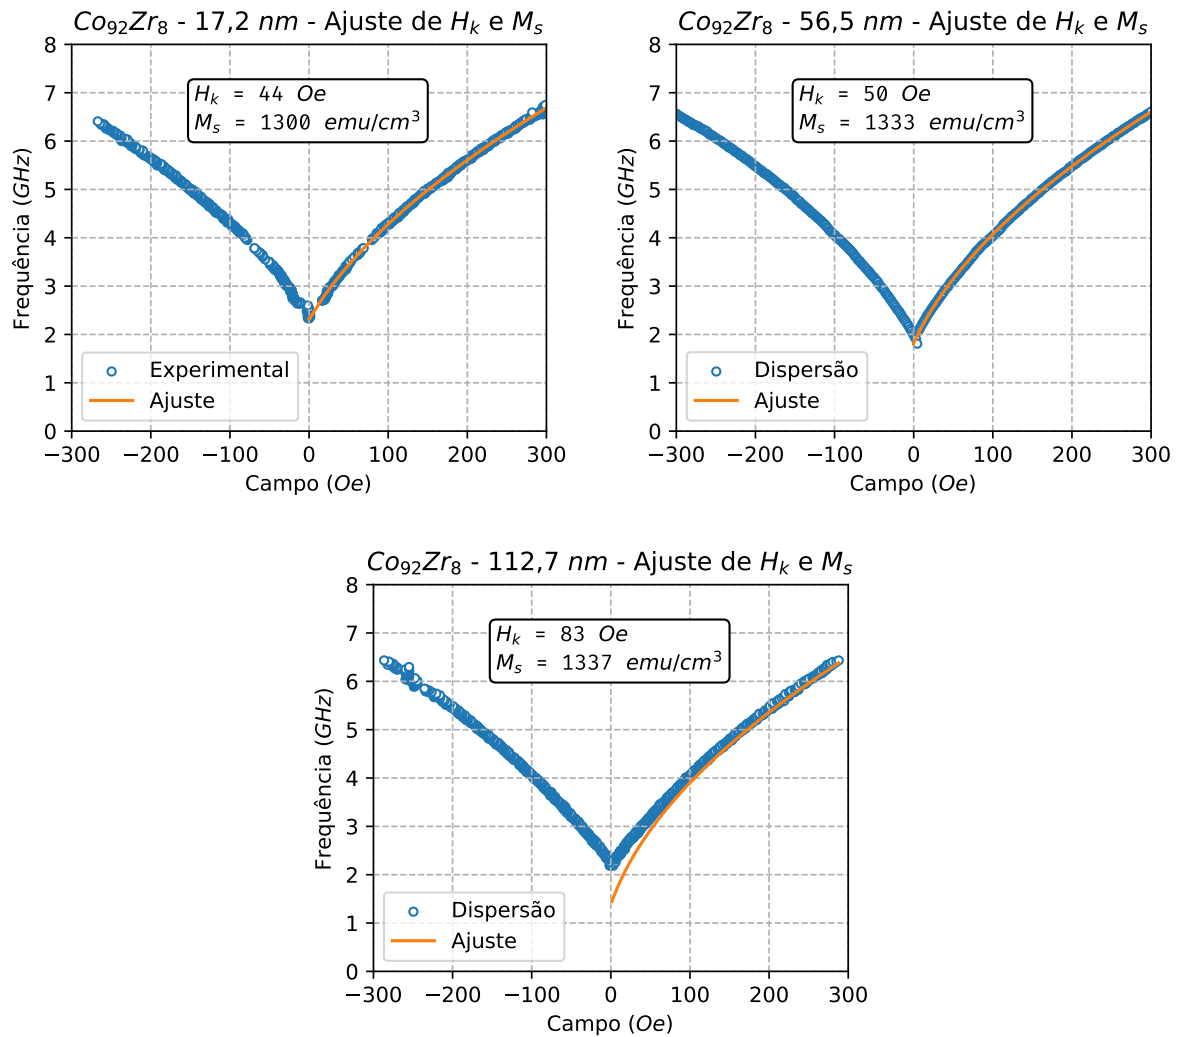 Co₉₂Zr₈ - 17,2 nm - Ajuste de Hₖ e Mₛ
8
7
6
5
4
3
2
1
0
Frequência (GHz)
Hₖ = 44 Oe
Mₛ = 1300 emu/cm³
Experimental
Ajuste
−300 −200 −100 0 100 200 300
Campo (Oe)
Co₉₂Zr₈ - 56,5 nm - Ajuste de Hₖ e Mₛ
8
7
6
5
4
3
2
1
0
Frequência (GHz)
Hₖ = 50 Oe
Mₛ = 1333 emu/cm³
Dispersão
Ajuste
−300 −200 −100 0 100 200 300
Campo (Oe)
Co₉₂Zr₈ - 112,7 nm - Ajuste de Hₖ e Mₛ
8
7
6
5
4
3
2
1
0
Frequência (GHz)
Hₖ = 83 Oe
Mₛ = 1337 emu/cm³
Dispersão
Ajuste
−300 −200 −100 0 100 200 300
Campo (Oe)